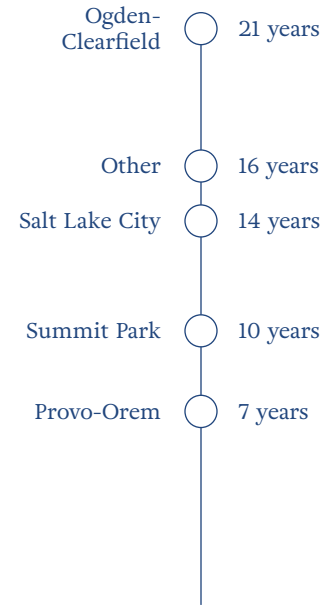 Ogden-
Clearfield
21 years
Other
16 years
Salt Lake City
14 years
Summit Park
10 years
Provo-Orem
7 years